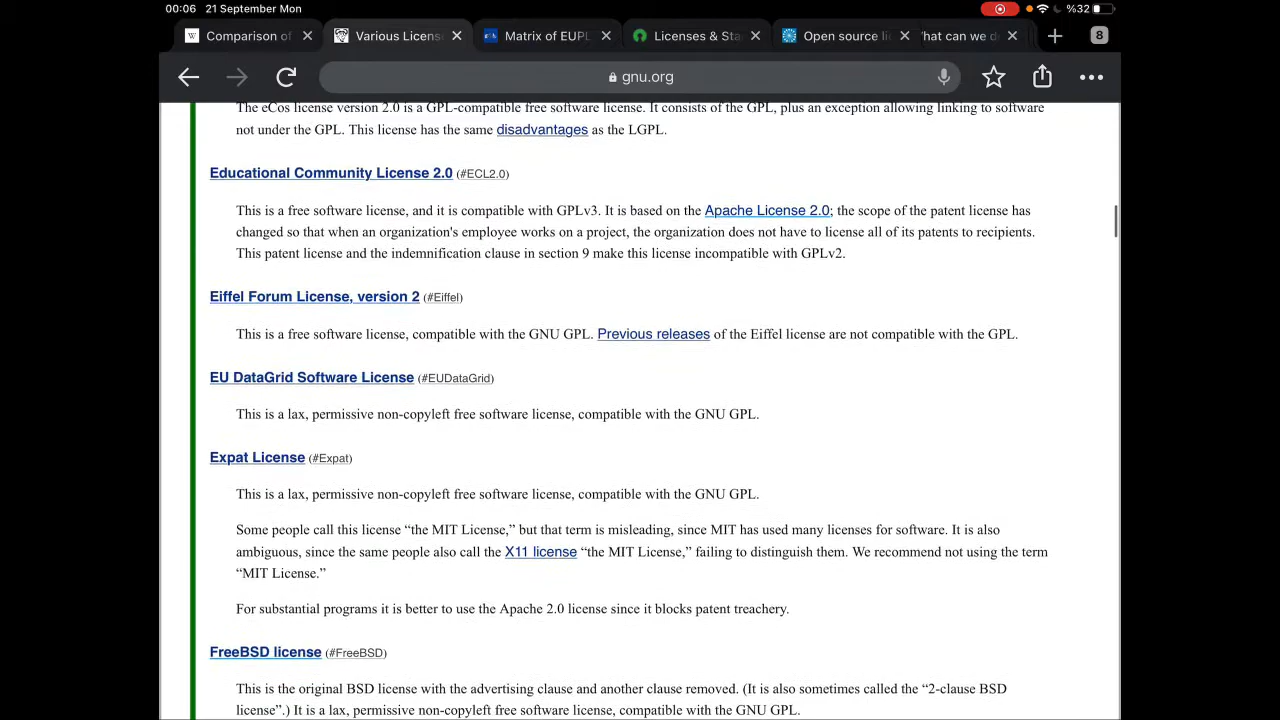 00:06 21 September Mon %32
Comparison of Various Licens Matrix of EUPL Licenses & Sta Open source li hat can we d 8
gnu.org
The eCos license version 2.0 is a GPL-compatible free software license. It consists of the GPL, plus an exception allowing linking to software
not under the GPL. This license has the same disadvantages as the LGPL.
Educational Community License 2.0 (#ECL2.0)
This is a free software license, and it is compatible with GPLv3. It is based on the Apache License 2.0; the scope of the patent license has
changed so that when an organization's employee works on a project, the organization does not have to license all of its patents to recipients.
This patent license and the indemnification clause in section 9 make this license incompatible with GPLv2.
Eiffel Forum License, version 2 (#Eiffel)
This is a free software license, compatible with the GNU GPL. Previous releases of the Eiffel license are not compatible with the GPL.
EU DataGrid Software License (#EUDataGrid)
This is a lax, permissive non-copyleft free software license, compatible with the GNU GPL.
Expat License (#Expat)
This is a lax, permissive non-copyleft free software license, compatible with the GNU GPL.
Some people call this license “the MIT License,” but that term is misleading, since MIT has used many licenses for software. It is also
ambiguous, since the same people also call the X11 license “the MIT License,” failing to distinguish them. We recommend not using the term
“MIT License.”
For substantial programs it is better to use the Apache 2.0 license since it blocks patent treachery.
FreeBSD license (#FreeBSD)
This is the original BSD license with the advertising clause and another clause removed. (It is also sometimes called the “2-clause BSD
license”.) It is a lax, permissive non-copyleft free software license, compatible with the GNU GPL.